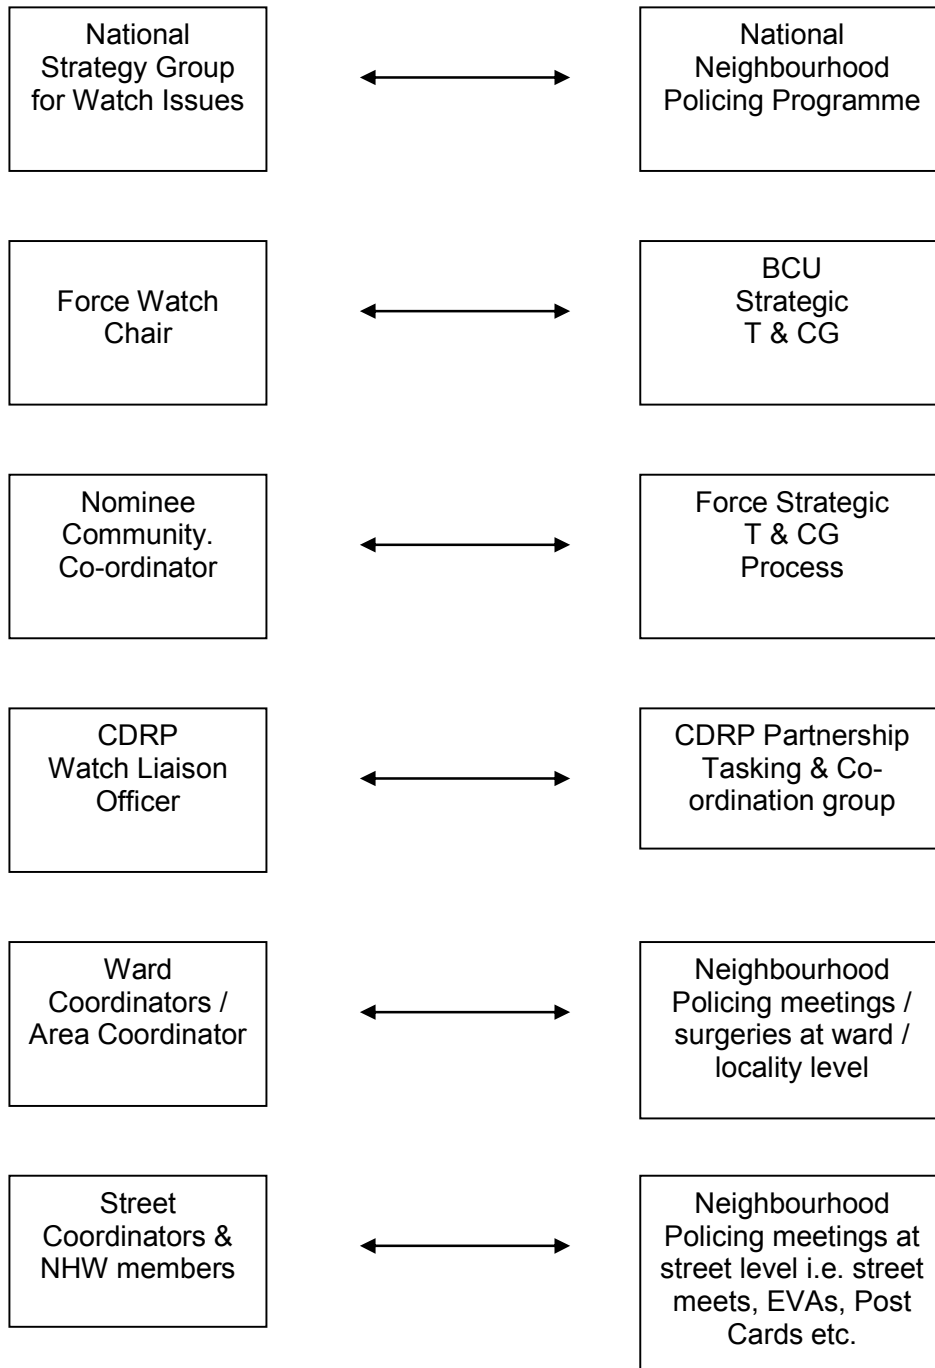 National
Strategy Group
for Watch Issues
National
Neighbourhood
Policing Programme
Force Watch
Chair
BCU
Strategic
T & CG
Nominee
Community.
Co-ordinator
Force Strategic
T & CG
Process
CDRP
Watch Liaison
Officer
CDRP Partnership
Tasking & Co-
ordination group
Ward
Coordinators /
Area Coordinator
Neighbourhood
Policing meetings /
surgeries at ward /
locality level
Street
Coordinators &
NHW members
Neighbourhood
Policing meetings at
street level i.e. street
meets, EVAs, Post
Cards etc.